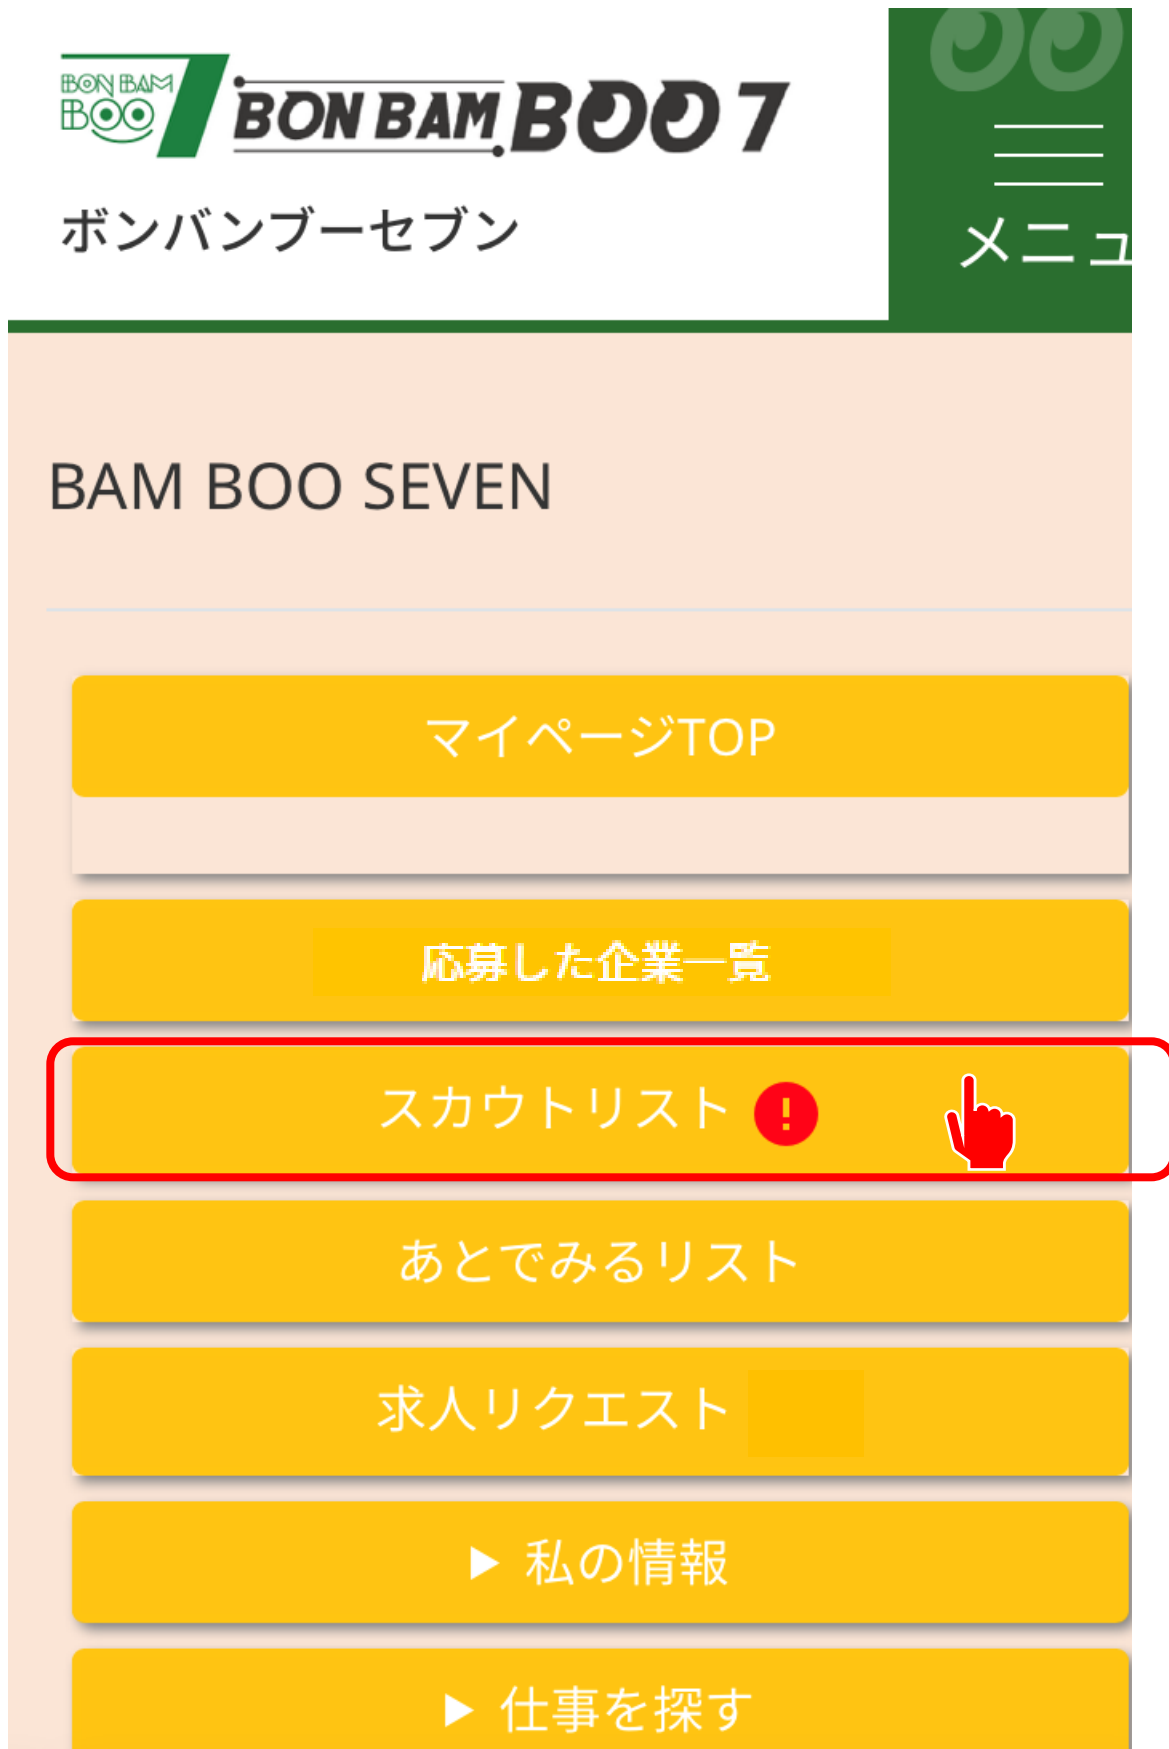 BON BAM
BOO 7
BON BAM BOO 7
メニュ
ボンバンブーセブン
BAM BOO SEVEN
マイページTOP
応募した企業一覧
スカウトリスト !
あとでみるリスト
求人リクエスト
▶ 私の情報
▶ 仕事を探す